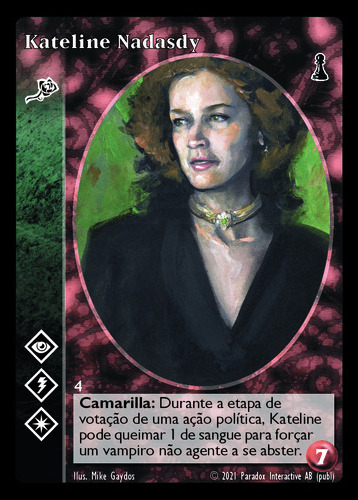 Kateline Nadasdy
4
Camarilla: Durante a etapa de
votação de uma ação política, Kateline
pode queimar 1 de sangue para forçar
um vampiro não agente a se abster.
7
Ilus. Mike Gaydos © 2021 Paradox Interactive AB (publ)